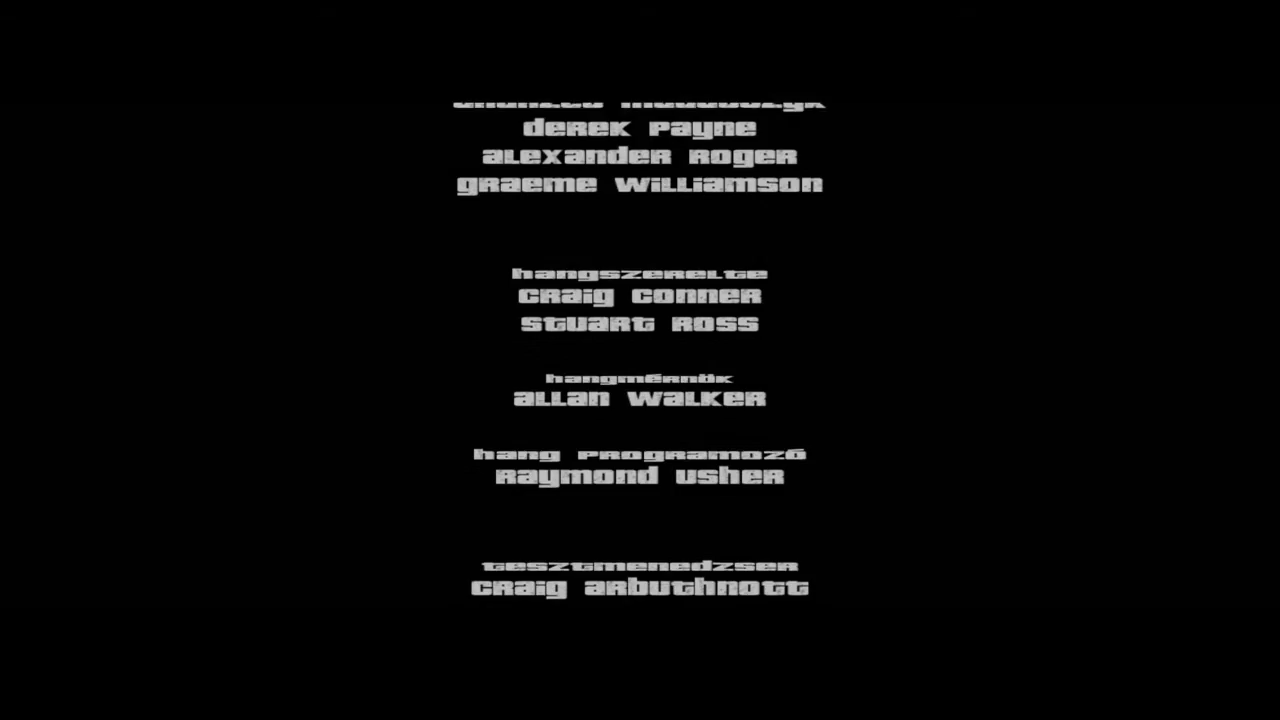 DEREK PAYNE
ALEXANDER ROGER
GRAEME WILLIAMSON
HANGSZERELTE
CRAIG CONNER
STUART ROSS
HANGMÉRNÖK
ALLAN WALKER
HANG PROGRAMOZÓ
RAYMOND USHER
TESZTMENEDZSER
CRAIG ARBUTHNOTT